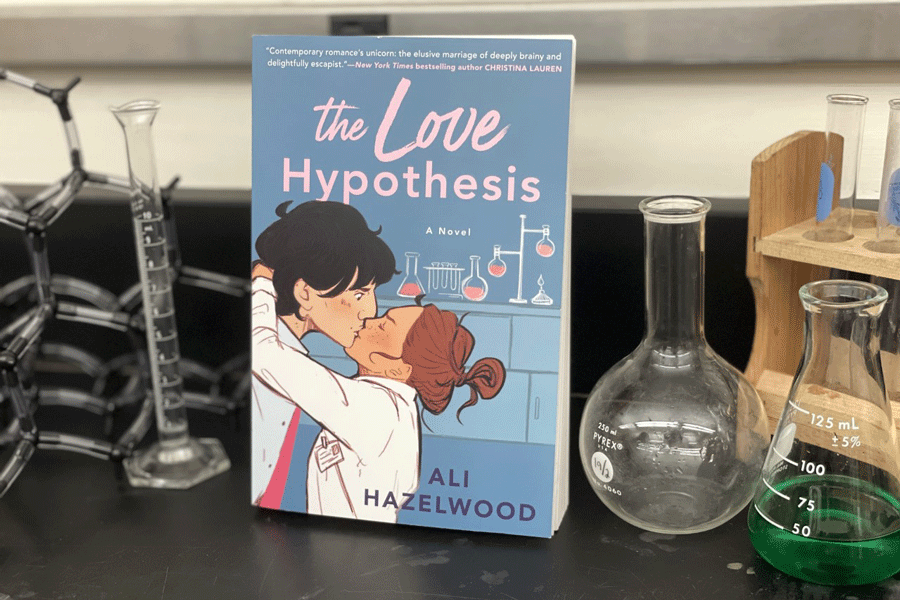 "Contemporary romance's unicorn: the elusive marriage of deeply brainy and
delightfully escapist."—New York Times bestselling author CHRISTINA LAUREN
the Love
Hypothesis
A Novel
ALI
HAZELWOOD
10
250 ml
PYREX®
125 mL
±5%
100
75
50